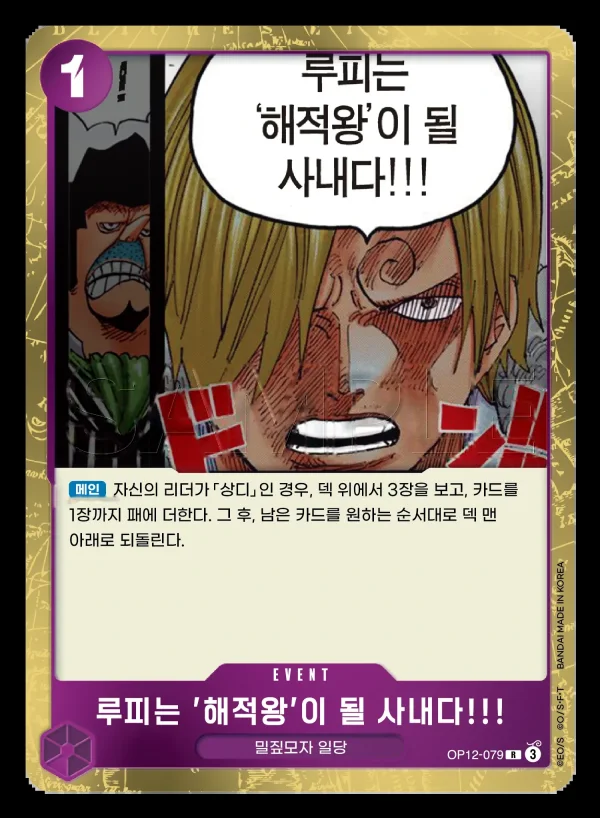 1
루피는
'해적왕'이 될
사내다!!!
SAMPLE
메인 자신의 리더가 「상디」인 경우, 덱 위에서 3장을 보고, 카드를
1장까지 패에 더한다. 그 후, 남은 카드를 원하는 순서대로 덱 맨
아래로 되돌린다.
EVENT
루피는 '해적왕'이 될 사내다!!!
밀짚모자 일당
OP12-079 R 3
©EO/S ©O/S·F·T BANDAI MADE IN KOREA